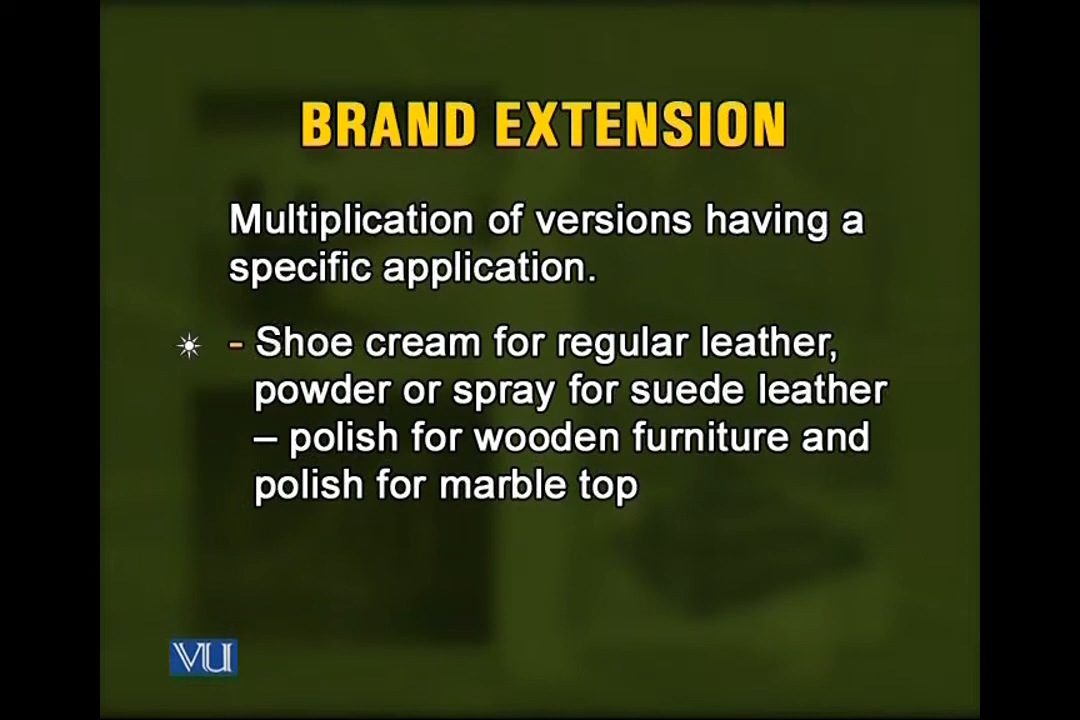 BRAND EXTENSION
Multiplication of versions having a
specific application.
- Shoe cream for regular leather,
powder or spray for suede leather
– polish for wooden furniture and
polish for marble top
VU